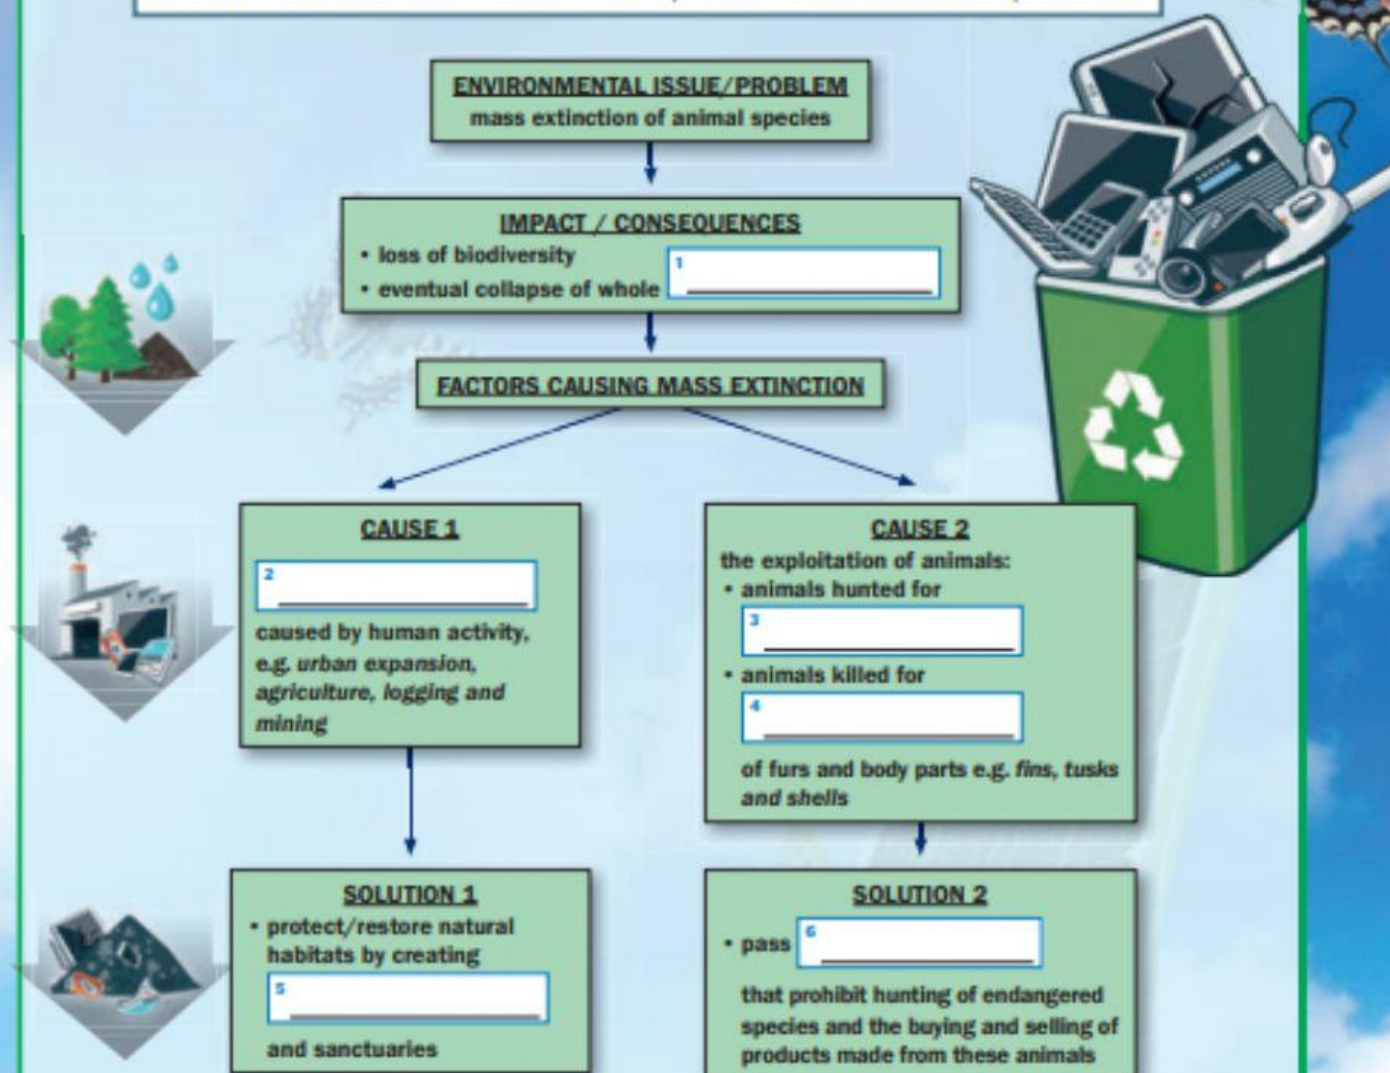 ENVIRONMENTAL ISSUE/PROBLEM
mass extinction of animal species
IMPACT / CONSEQUENCES
• loss of biodiversity
1
• eventual collapse of whole
FACTORS CAUSING MASS EXTINCTION
CAUSE 1
2
caused by human activity,
e.g. urban expansion,
agriculture, logging and
mining
CAUSE 2
the exploitation of animals:
• animals hunted for
3
• animals killed for
4
of furs and body parts e.g. fins, tusks
and shells
SOLUTION 1
• protect/restore natural
habitats by creating
5
and sanctuaries
SOLUTION 2
• pass 6
that prohibit hunting of endangered
species and the buying and selling of
products made from these animals